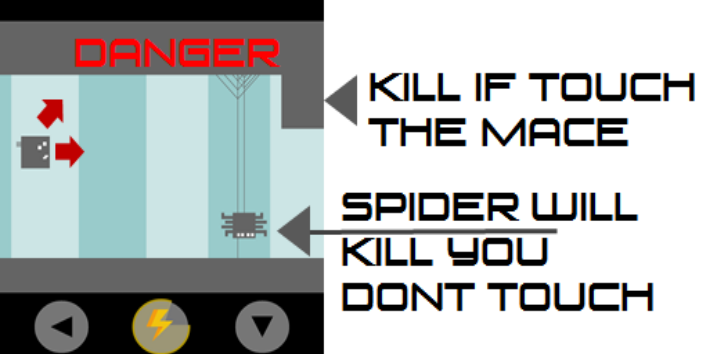 DANGER
KILL IF TOUCH
THE MACE
SPIDER WILL
KILL YOU
DONT TOUCH